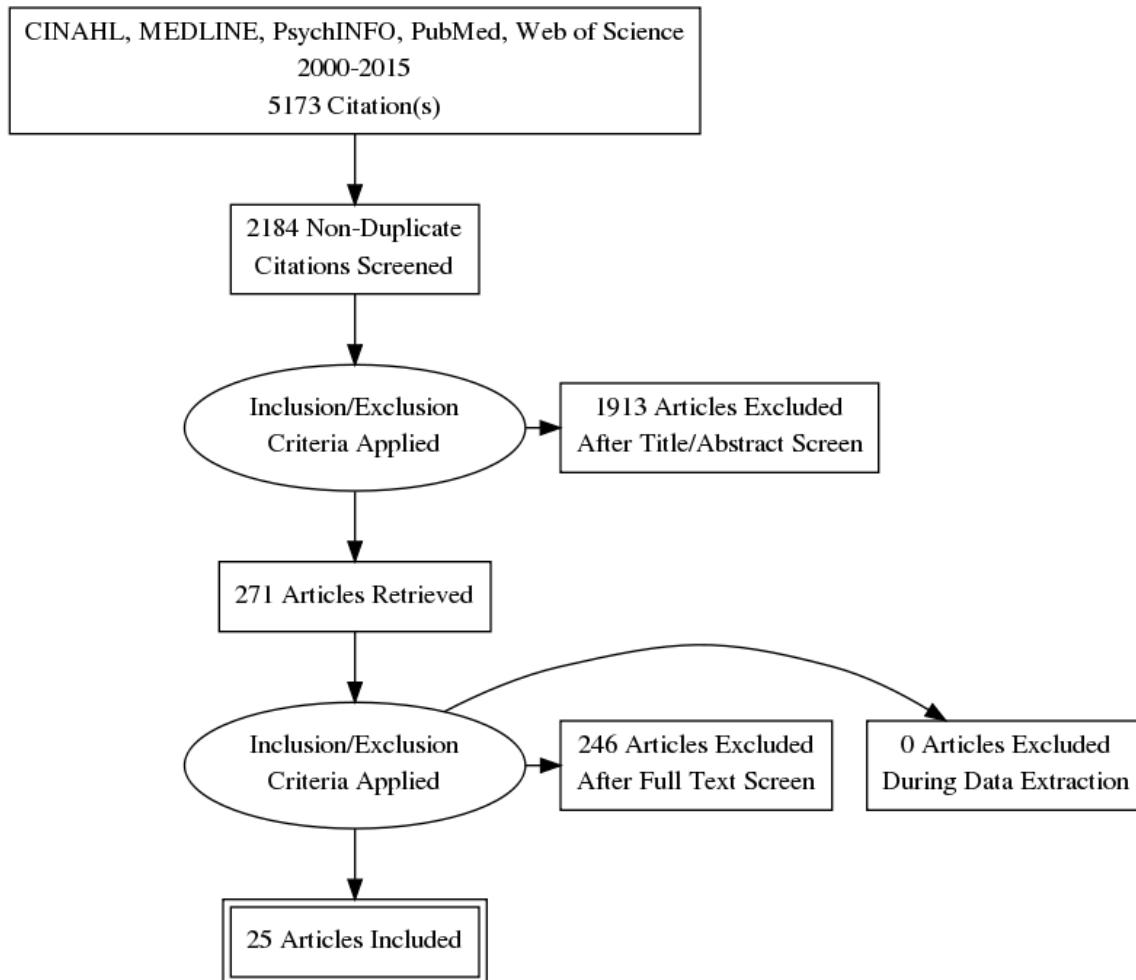 CINAHL, MEDLINE, PsychINFO, PubMed, Web of Science
2000-2015
5173 Citation(s)
2184 Non-Duplicate
Citations Screened
Inclusion/Exclusion
Criteria Applied
1913 Articles Excluded
After Title/Abstract Screen
271 Articles Retrieved
Inclusion/Exclusion
Criteria Applied
246 Articles Excluded
After Full Text Screen
0 Articles Excluded
During Data Extraction
25 Articles Included